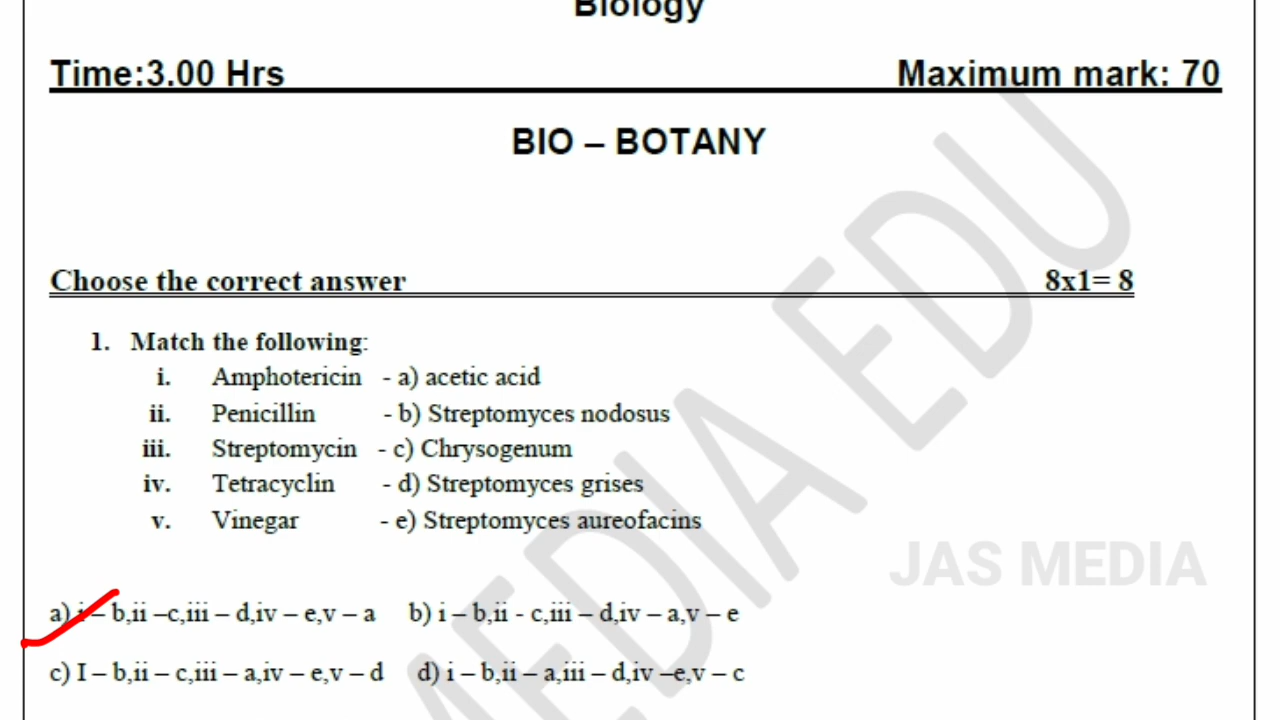 Biology
Time:3.00 Hrs Maximum mark: 70
BIO – BOTANY
Choose the correct answer 8x1= 8
1. Match the following:
i. Amphotericin - a) acetic acid
ii. Penicillin - b) Streptomyces nodosus
iii. Streptomycin - c) Chrysogenum
iv. Tetracyclin - d) Streptomyces grises
v. Vinegar - e) Streptomyces aureofacins
JAS MEDIA
a) i – b,ii –c,iii – d,iv – e,v – a b) i – b,ii - c,iii – d,iv – a,v – e
c) I – b,ii – c,iii – a,iv – e,v – d d) i – b,ii – a,iii – d,iv –e,v – c
MEDIA EDU